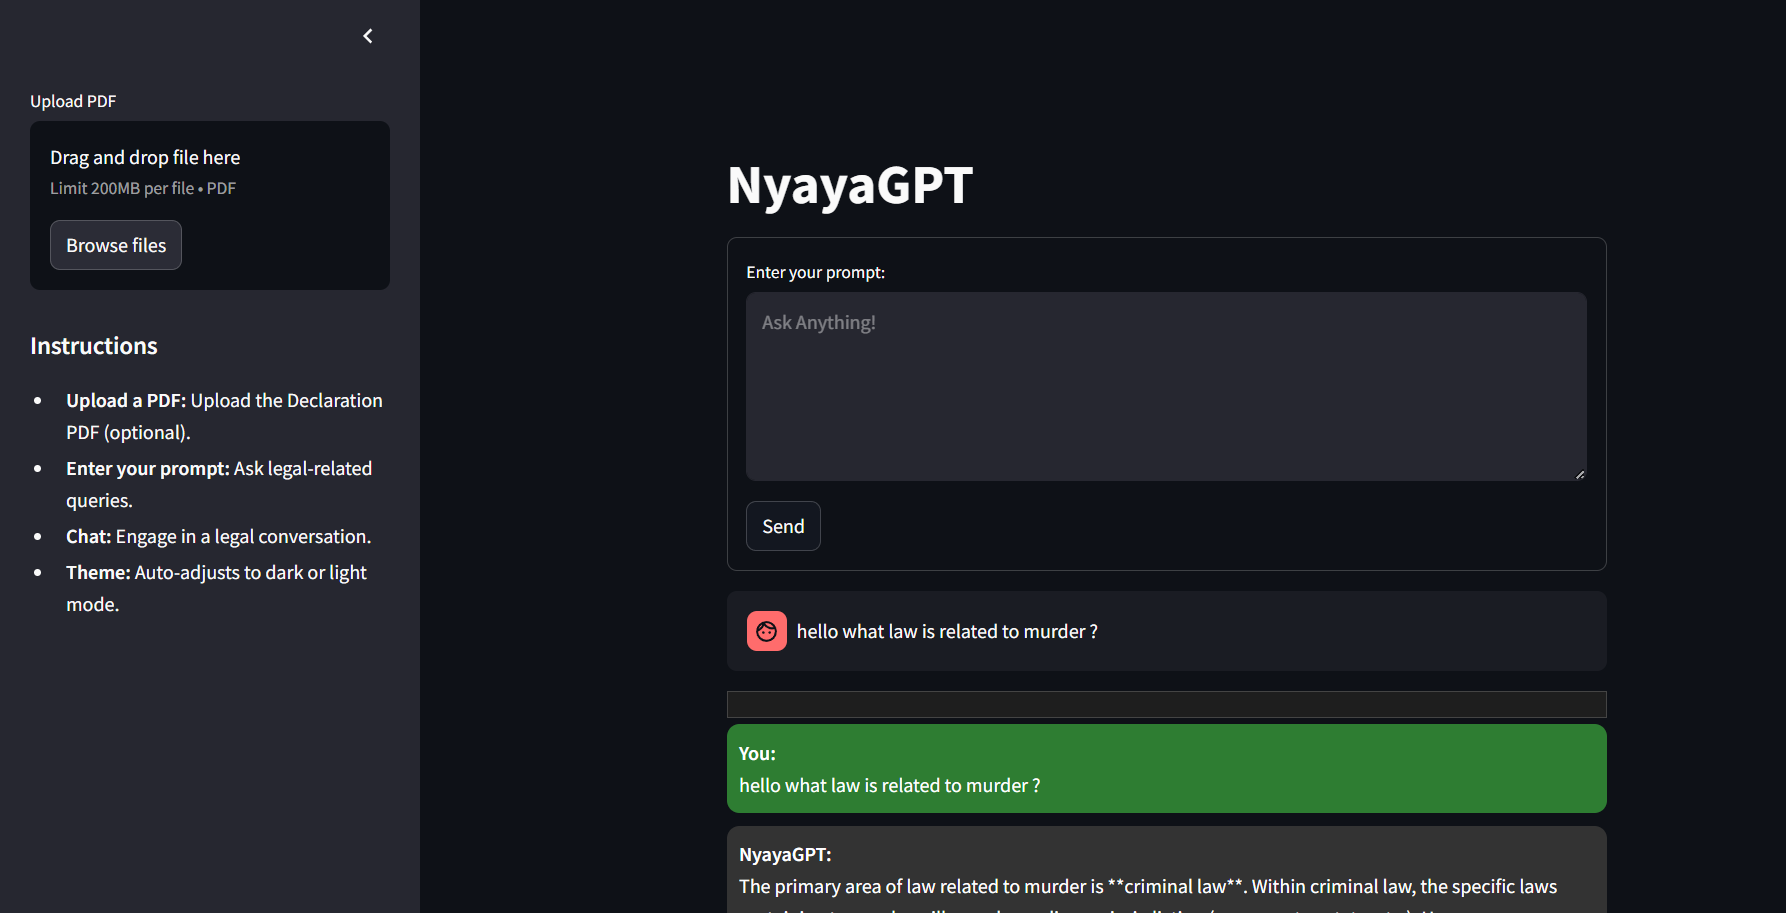 Upload PDF
Drag and drop file here
Limit 200MB per file • PDF
Browse files
Instructions
• Upload a PDF: Upload the Declaration
PDF (optional).
• Enter your prompt: Ask legal-related
queries.
• Chat: Engage in a legal conversation.
• Theme: Auto-adjusts to dark or light
mode.
NyayaGPT
Enter your prompt:
Ask Anything!
Send
hello what law is related to murder ?
You:
hello what law is related to murder ?
NyayaGPT:
The primary area of law related to murder is **criminal law**. Within criminal law, the specific laws